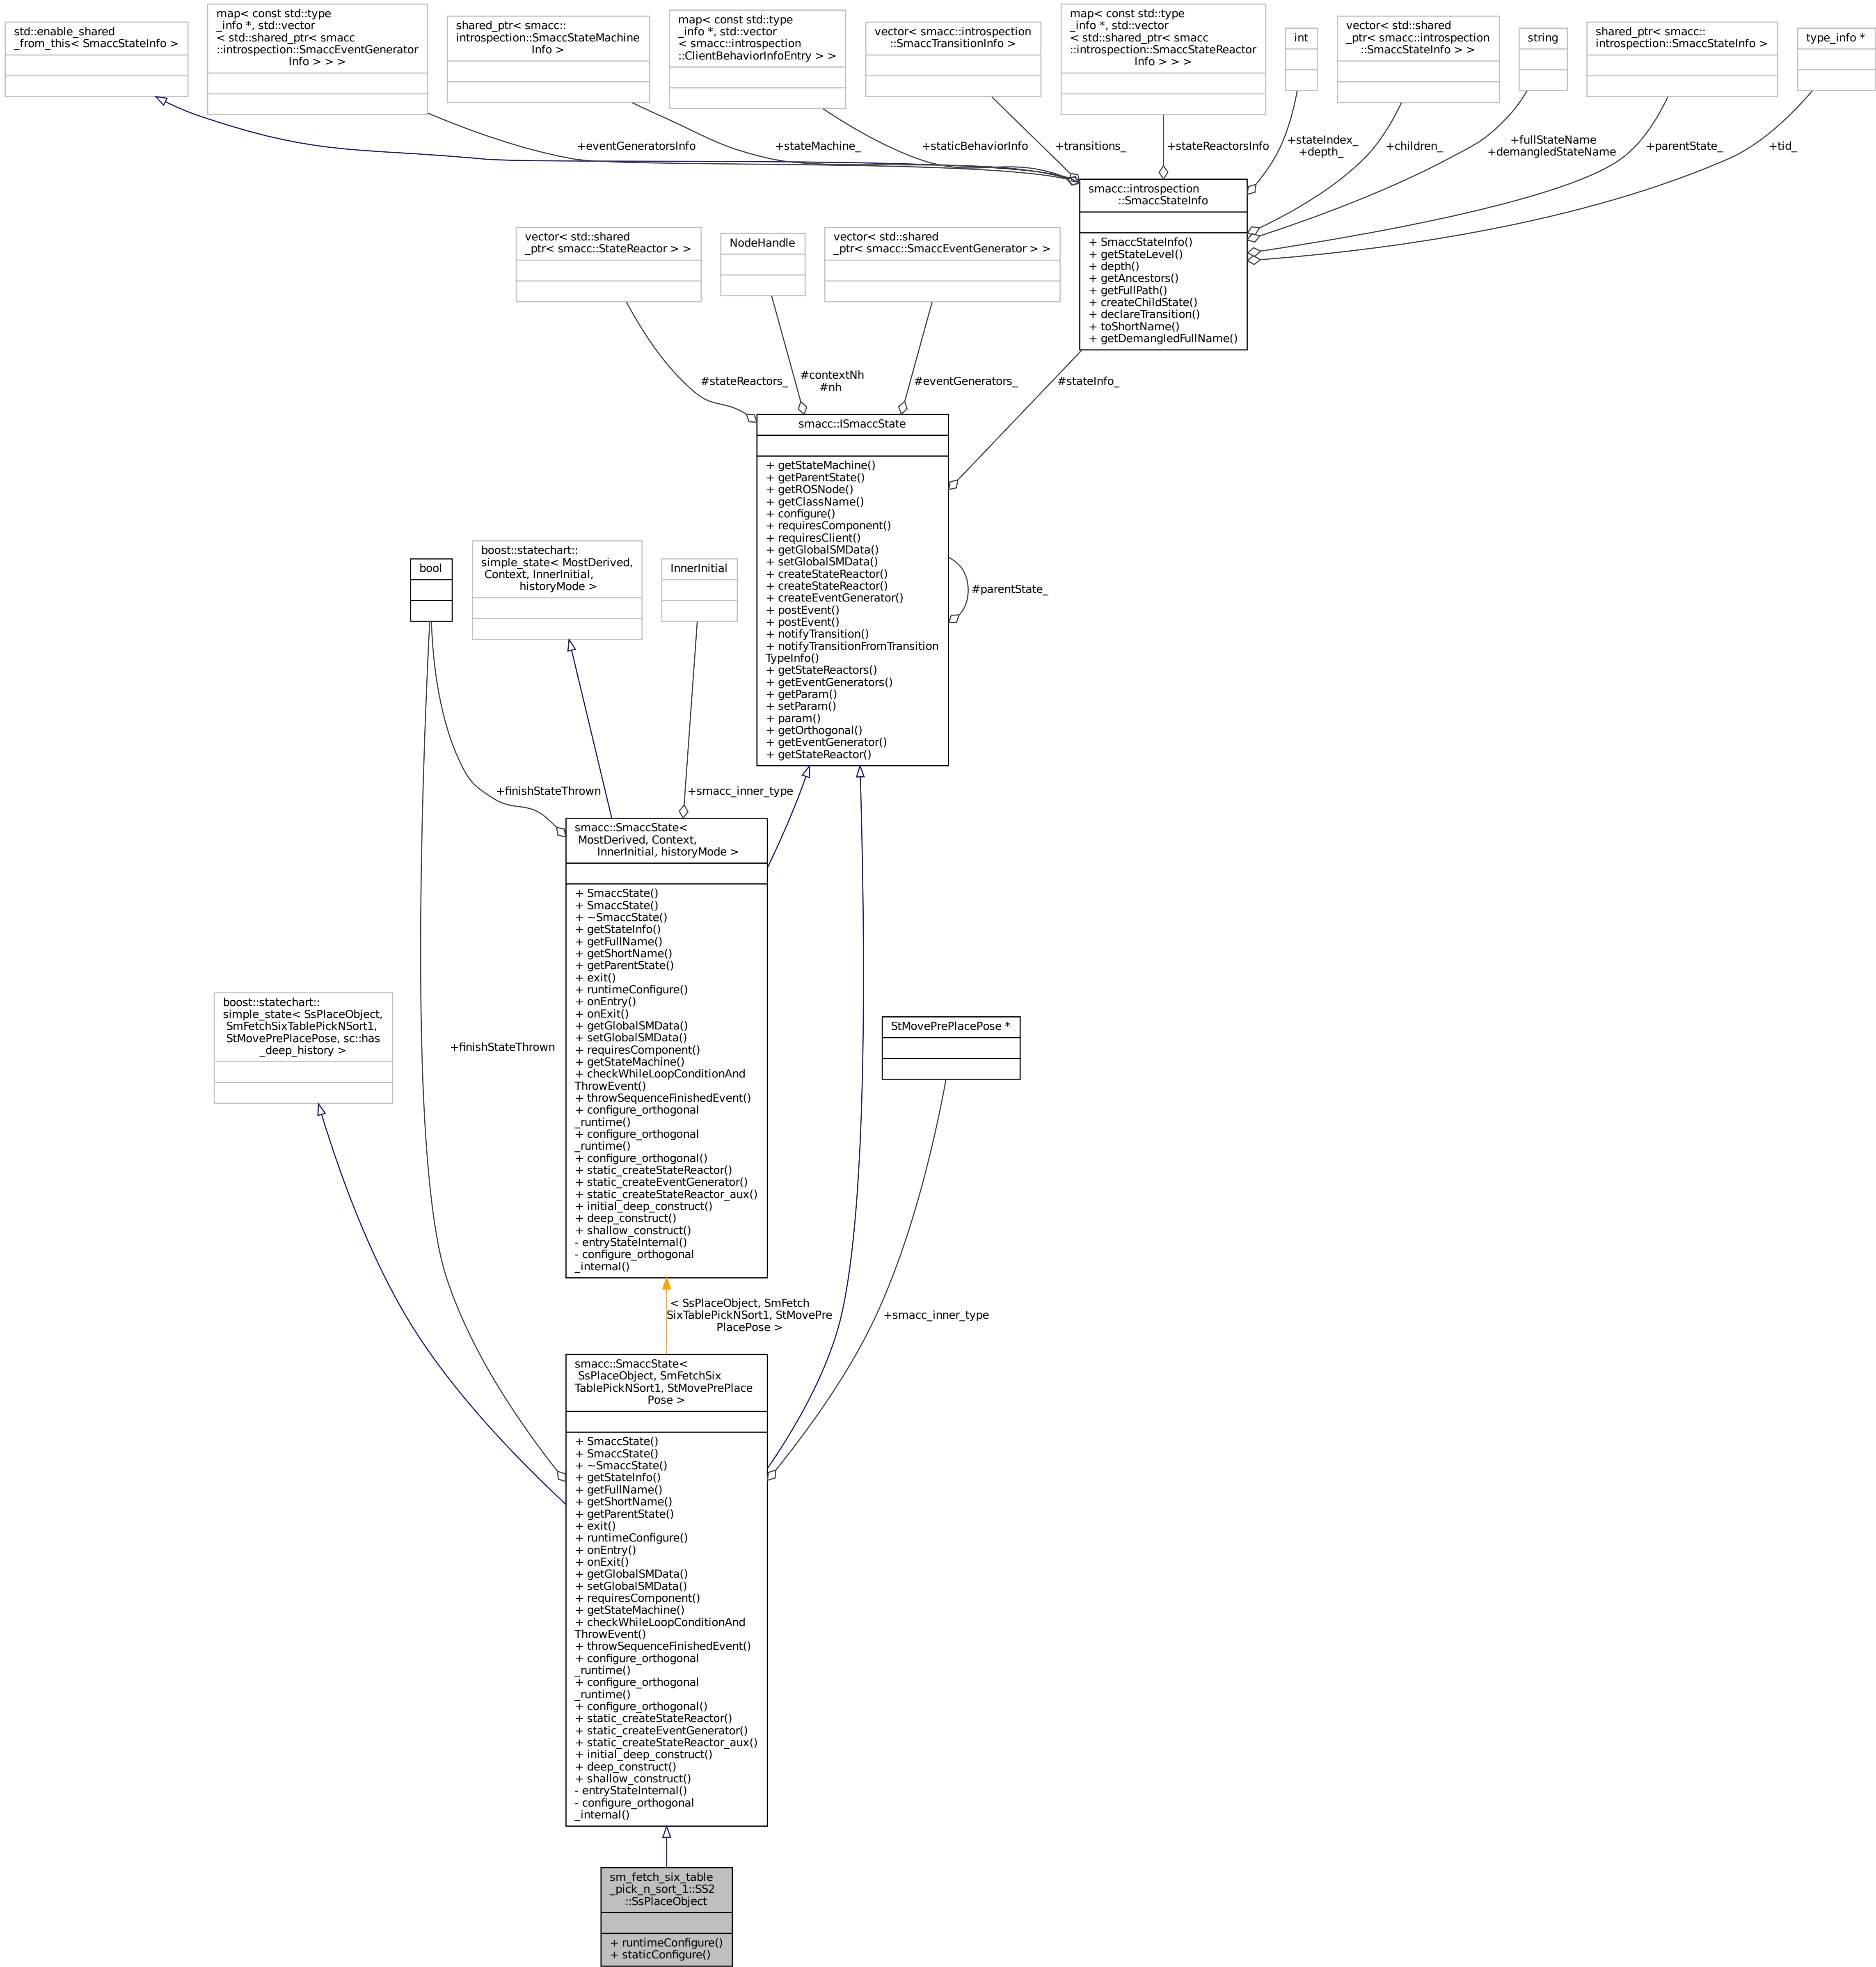 std::enable_shared
_from_this< SmaccStateInfo >
map< const std::type
_info *, std::vector
< std::shared_ptr< smacc
::introspection::SmaccEventGenerator
Info > > >
shared_ptr< smacc::
introspection::SmaccStateMachine
Info >
map< const std::type
_info *, std::vector
< smacc::introspection
::ClientBehaviorInfoEntry > >
vector< smacc::introspection
::SmaccTransitionInfo >
map< const std::type
_info *, std::vector
< std::shared_ptr< smacc
::introspection::SmaccStateReactor
Info > > >
int
vector< std::shared
_ptr< smacc::introspection
::SmaccStateInfo > >
string
shared_ptr< smacc::
introspection::SmaccStateInfo >
type_info *
+eventGeneratorsInfo
+stateMachine_
+staticBehaviorInfo
+transitions_
+stateReactorsInfo
+stateIndex_
+depth_
+children_
+fullStateName
+demangledStateName
+parentState_
+tid_
smacc::introspection
::SmaccStateInfo
+ SmaccStateInfo()
+ getStateLevel()
+ depth()
+ getAncestors()
+ getFullPath()
+ createChildState()
+ declareTransition()
+ toShortName()
+ getDemangledFullName()
vector< std::shared
_ptr< smacc::StateReactor > >
NodeHandle
vector< std::shared
_ptr< smacc::SmaccEventGenerator > >
#stateReactors_
#contextNh
#nh
#eventGenerators_
#stateInfo_
smacc::ISmaccState
+ getStateMachine()
+ getParentState()
+ getROSNode()
+ getClassName()
+ configure()
+ requiresComponent()
+ requiresClient()
+ getGlobalSMData()
+ setGlobalSMData()
+ createStateReactor()
+ createStateReactor()
+ createEventGenerator()
+ postEvent()
+ postEvent()
+ notifyTransition()
+ notifyTransitionFromTransition
TypeInfo()
+ getStateReactors()
+ getEventGenerators()
+ getParam()
+ setParam()
+ param()
+ getOrthogonal()
+ getEventGenerator()
+ getStateReactor()
#parentState_
bool
boost::statechart::
simple_state< MostDerived,
Context, InnerInitial,
historyMode >
InnerInitial
+finishStateThrown
+smacc_inner_type
smacc::SmaccState<
MostDerived, Context,
InnerInitial, historyMode >
+ SmaccState()
+ SmaccState()
+ ~SmaccState()
+ getStateInfo()
+ getFullName()
+ getShortName()
+ getParentState()
+ exit()
+ runtimeConfigure()
+ onEntry()
+ onExit()
+ getGlobalSMData()
+ setGlobalSMData()
+ requiresComponent()
+ getStateMachine()
+ checkWhileLoopConditionAnd
ThrowEvent()
+ throwSequenceFinishedEvent()
+ configure_orthogonal
_runtime()
+ configure_orthogonal
_runtime()
+ configure_orthogonal()
+ static_createStateReactor()
+ static_createEventGenerator()
+ static_createStateReactor_aux()
+ initial_deep_construct()
+ deep_construct()
+ shallow_construct()
- entryStateInternal()
- configure_orthogonal
_internal()
boost::statechart::
simple_state< SsPlaceObject,
SmFetchSixTablePickNSort1,
StMovePrePlacePose, sc::has
_deep_history >
+finishStateThrown
StMovePrePlacePose *
< SsPlaceObject, SmFetch
SixTablePickNSort1, StMovePre
PlacePose >
+smacc_inner_type
smacc::SmaccState<
SsPlaceObject, SmFetchSix
TablePickNSort1, StMovePrePlace
Pose >
+ SmaccState()
+ SmaccState()
+ ~SmaccState()
+ getStateInfo()
+ getFullName()
+ getShortName()
+ getParentState()
+ exit()
+ runtimeConfigure()
+ onEntry()
+ onExit()
+ getGlobalSMData()
+ setGlobalSMData()
+ requiresComponent()
+ getStateMachine()
+ checkWhileLoopConditionAnd
ThrowEvent()
+ throwSequenceFinishedEvent()
+ configure_orthogonal
_runtime()
+ configure_orthogonal
_runtime()
+ configure_orthogonal()
+ static_createStateReactor()
+ static_createEventGenerator()
+ static_createStateReactor_aux()
+ initial_deep_construct()
+ deep_construct()
+ shallow_construct()
- entryStateInternal()
- configure_orthogonal
_internal()
sm_fetch_six_table
_pick_n_sort_1::SS2
::SsPlaceObject
+ runtimeConfigure()
+ staticConfigure()